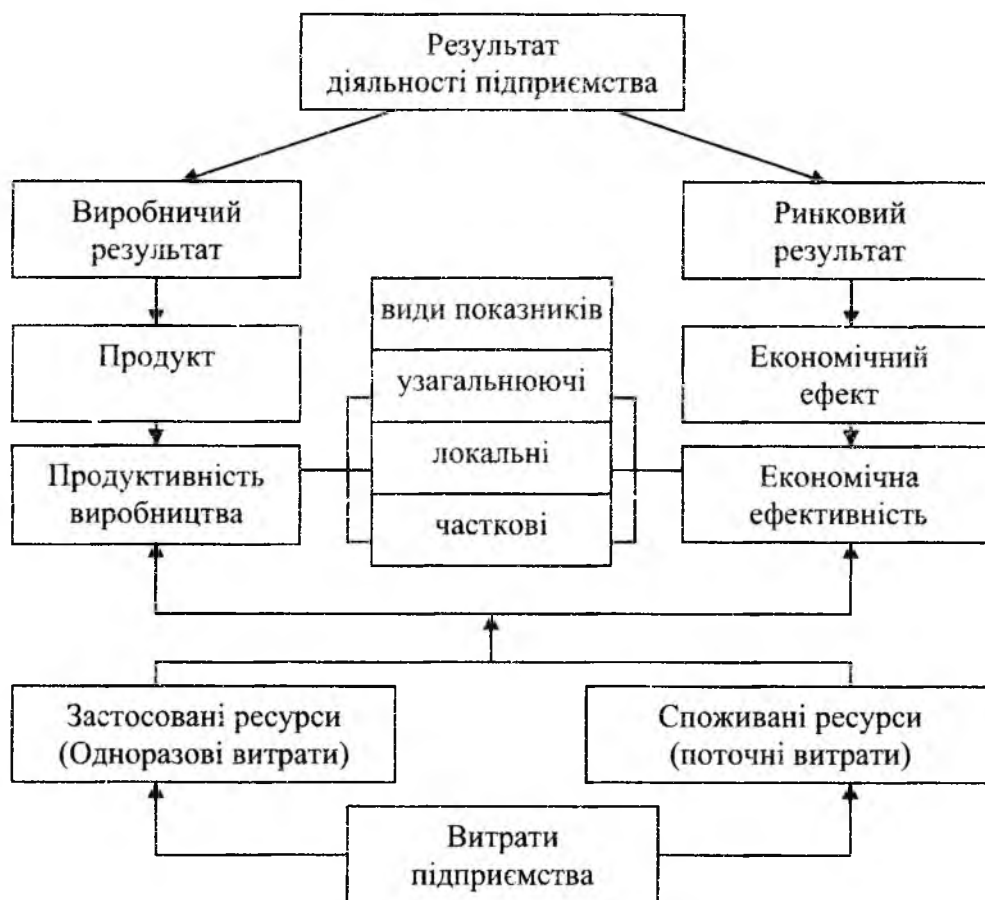 Результат
діяльності підприємства
Виробничий
результат
Ринковий
результат
види показників
Продукт
Економічний
ефект
узагальнюючі
локальні
часткові
Продуктивність
виробництва
Економічна
ефективність
Застосовані ресурси
(Одноразові витрати)
Споживані ресурси
(поточні витрати)
Витрати
підприємства